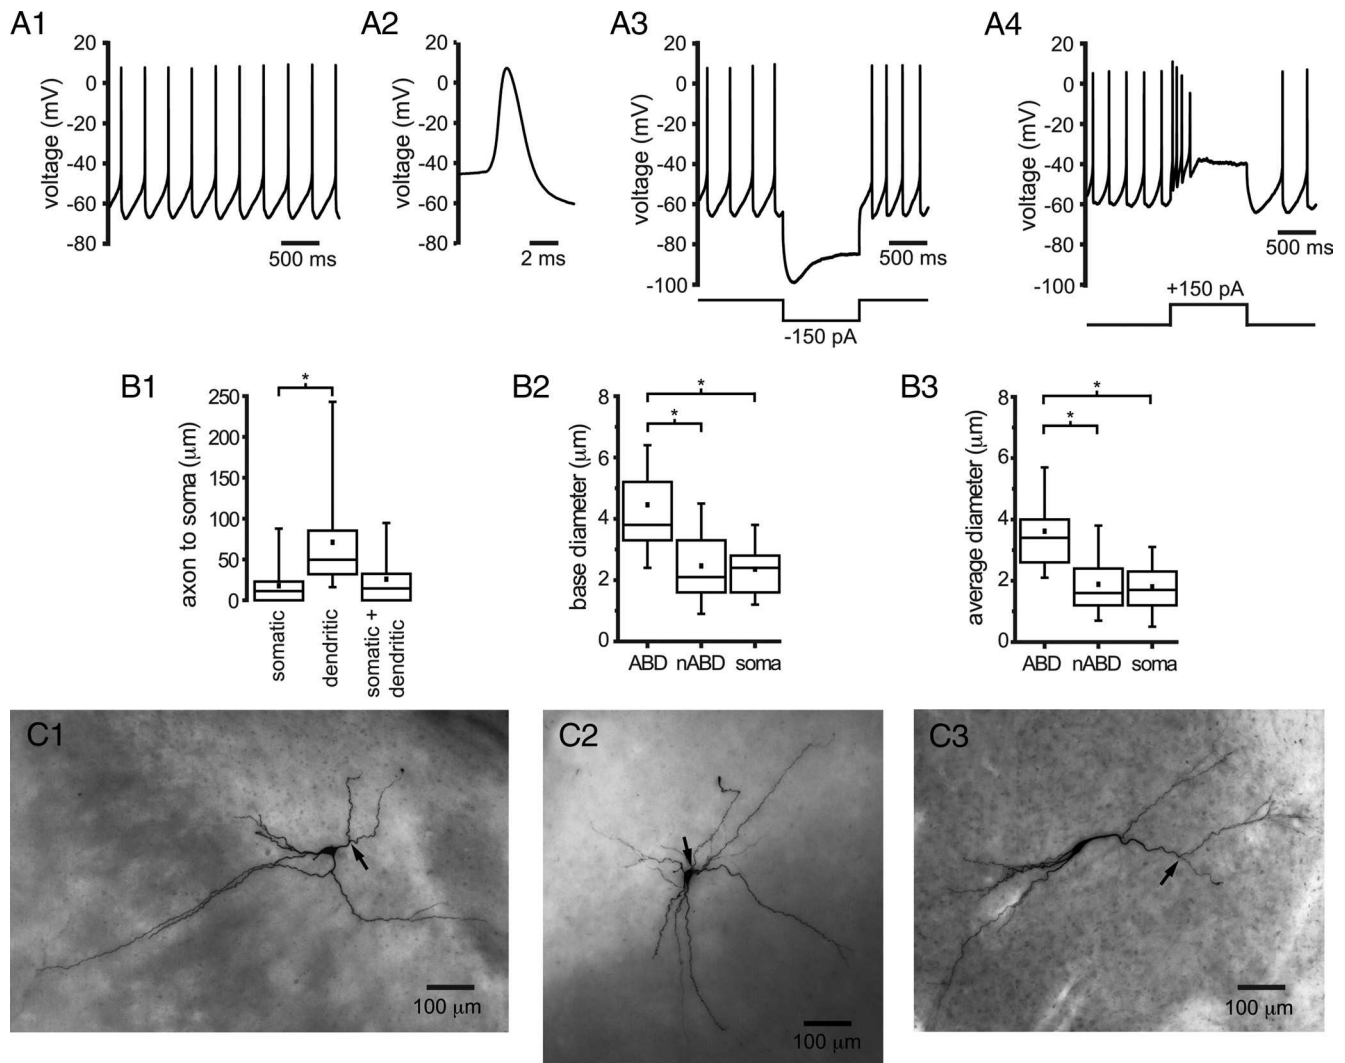 A1
A2
A3
A4
voltage (mV)
20
0
-20
-40
-60
-80
500 ms
voltage (mV)
20
0
-20
-40
-60
-80
2 ms
voltage (mV)
20
0
-20
-40
-60
-80
-100
500 ms
-150 pA
voltage (mV)
20
0
-20
-40
-60
-80
-100
500 ms
+150 pA
B1
axon to soma (µm)
250
200
150
100
50
0
*
somatic
dendritic
somatic +
dendritic
B2
base diameter (µm)
8
6
4
2
0
*
*
ABD nABD soma
B3
average diameter (µm)
8
6
4
2
0
*
*
ABD nABD soma
C1
100 µm
C2
100 µm
C3
100 µm